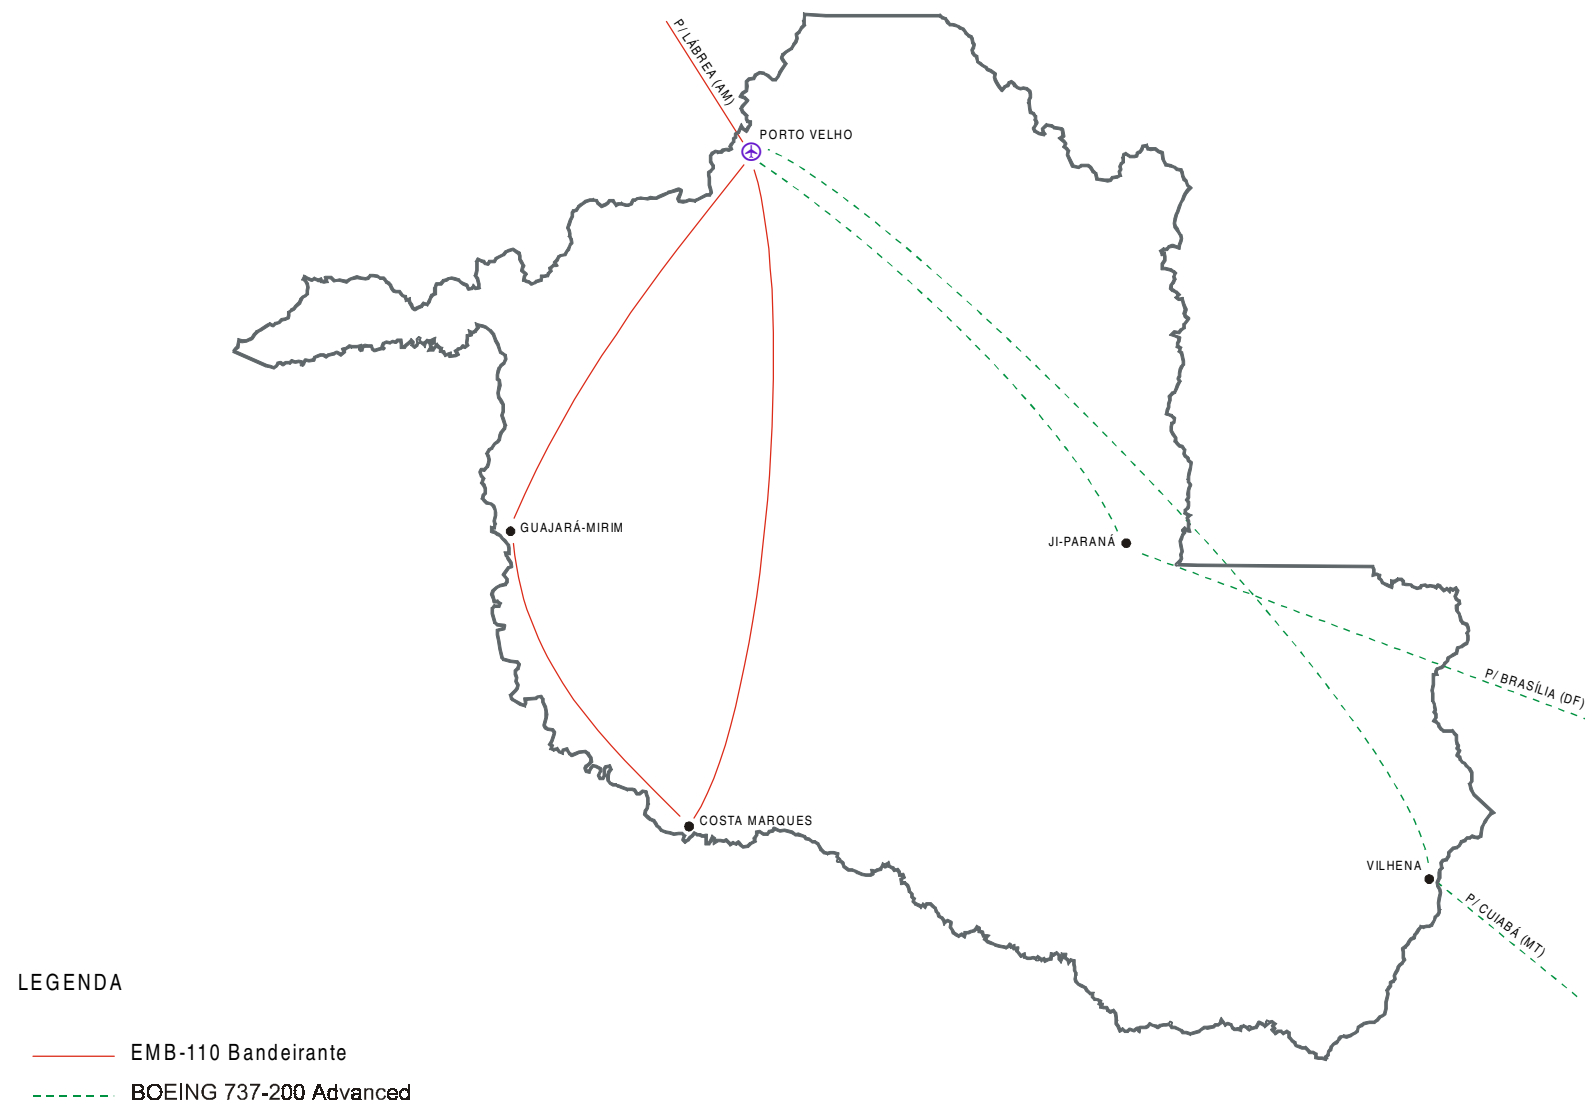 P/ LÁBREA (AM)
PORTO VELHO
GUAJARÁ-MIRIM
JI-PARANÁ
P/ BRASÍLIA (DF)
COSTA MARQUES
VILHENA
P/ CUIABÁ (MT)
LEGENDA
EMB-110 Bandeirante
BOEING 737-200 Advanced